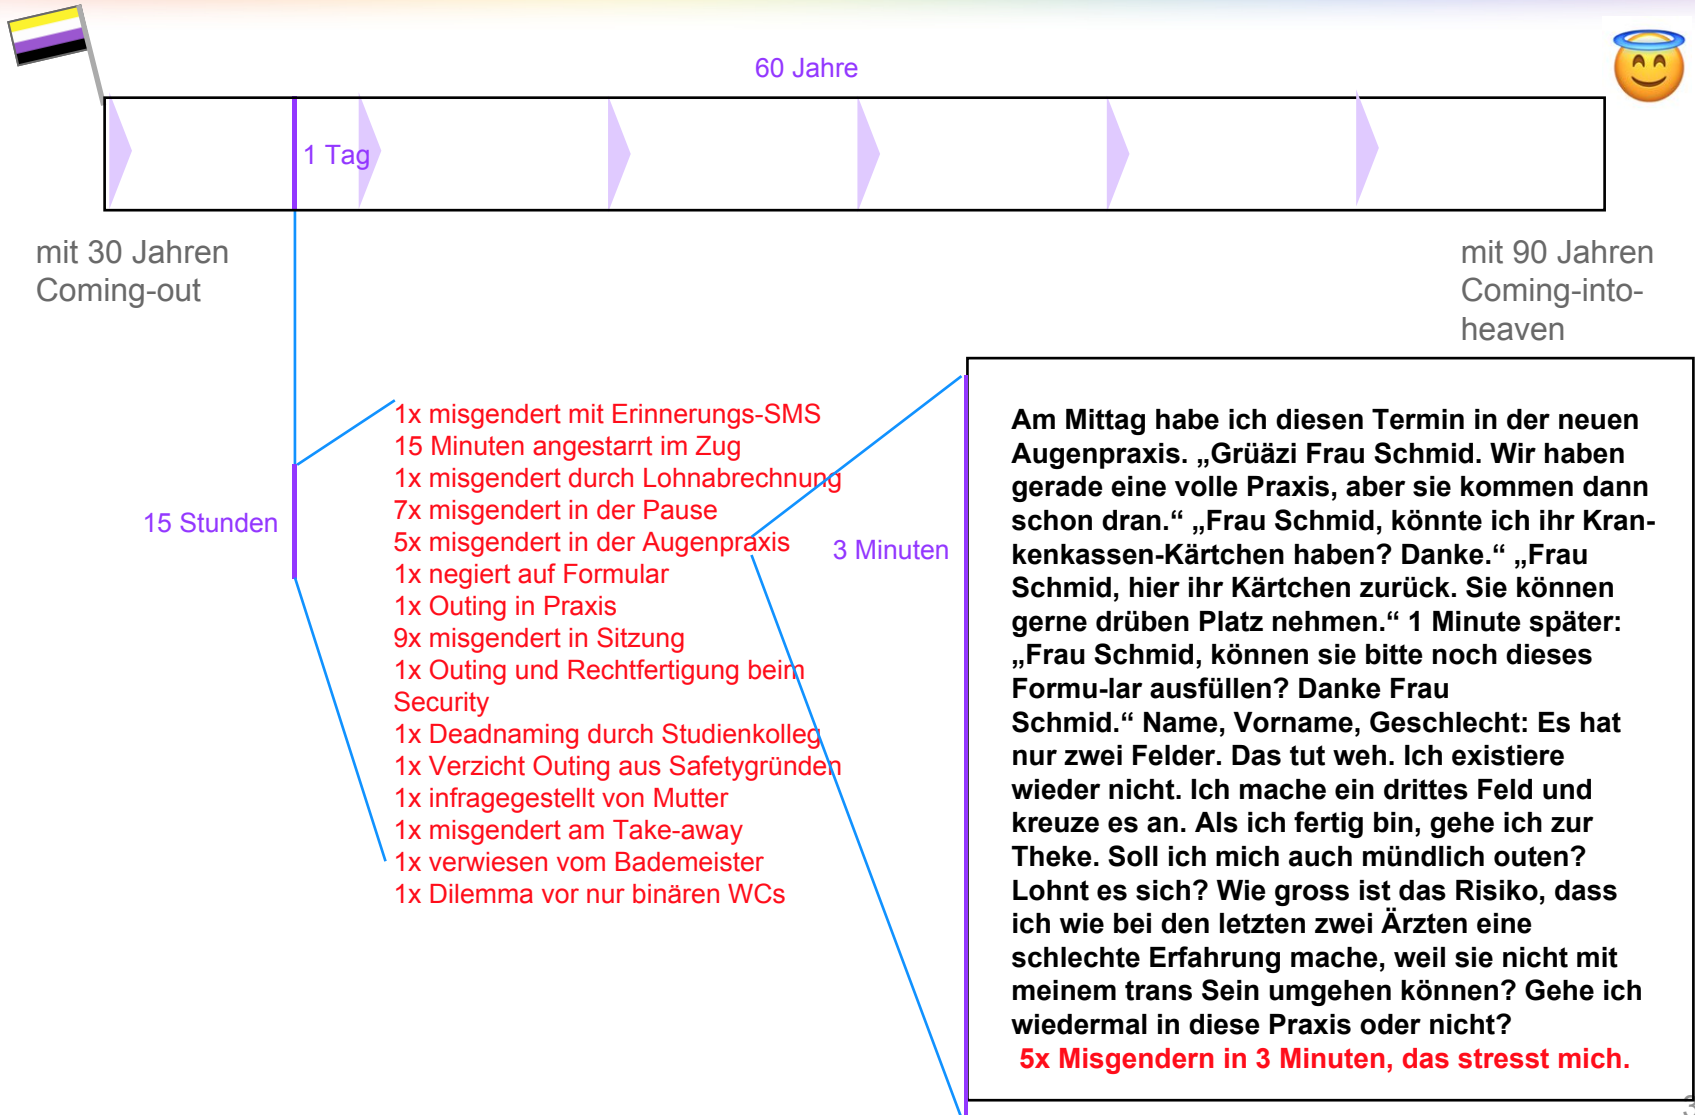 60 Jahre
1 Tag
mit 30 Jahren
Coming-out
mit 90 Jahren
Coming-into-
heaven
15 Stunden
1x misgendert mit Erinnerungs-SMS
15 Minuten angestarrt im Zug
1x misgendert durch Lohnabrechnung
7x misgendert in der Pause
5x misgendert in der Augenpraxis
1x negiert auf Formular
1x Outing in Praxis
9x misgendert in Sitzung
1x Outing und Rechtfertigung beim
Security
1x Deadnaming durch Studienkolleg
1x Verzicht Outing aus Safetygründen
1x infragegestellt von Mutter
1x misgendert am Take-away
1x verwiesen vom Bademeister
1x Dilemma vor nur binären WCs
3 Minuten
Am Mittag habe ich diesen Termin in der neuen
Augenpraxis. „Grüäzi Frau Schmid. Wir haben
gerade eine volle Praxis, aber sie kommen dann
schon dran.“ „Frau Schmid, könnte ich ihr Kran-
kenkassen-Kärtchen haben? Danke.“ „Frau
Schmid, hier ihr Kärtchen zurück. Sie können
gerne drüben Platz nehmen.“ 1 Minute später:
„Frau Schmid, können sie bitte noch dieses
Formu-lar ausfüllen? Danke Frau
Schmid.“ Name, Vorname, Geschlecht: Es hat
nur zwei Felder. Das tut weh. Ich existiere
wieder nicht. Ich mache ein drittes Feld und
kreuze es an. Als ich fertig bin, gehe ich zur
Theke. Soll ich mich auch mündlich outen?
Lohnt es sich? Wie gross ist das Risiko, dass
ich wie bei den letzten zwei Ärzten eine
schlechte Erfahrung mache, weil sie nicht mit
meinem trans Sein umgehen können? Gehe ich
wiedermal in diese Praxis oder nicht?
5x Misgendern in 3 Minuten, das stresst mich.